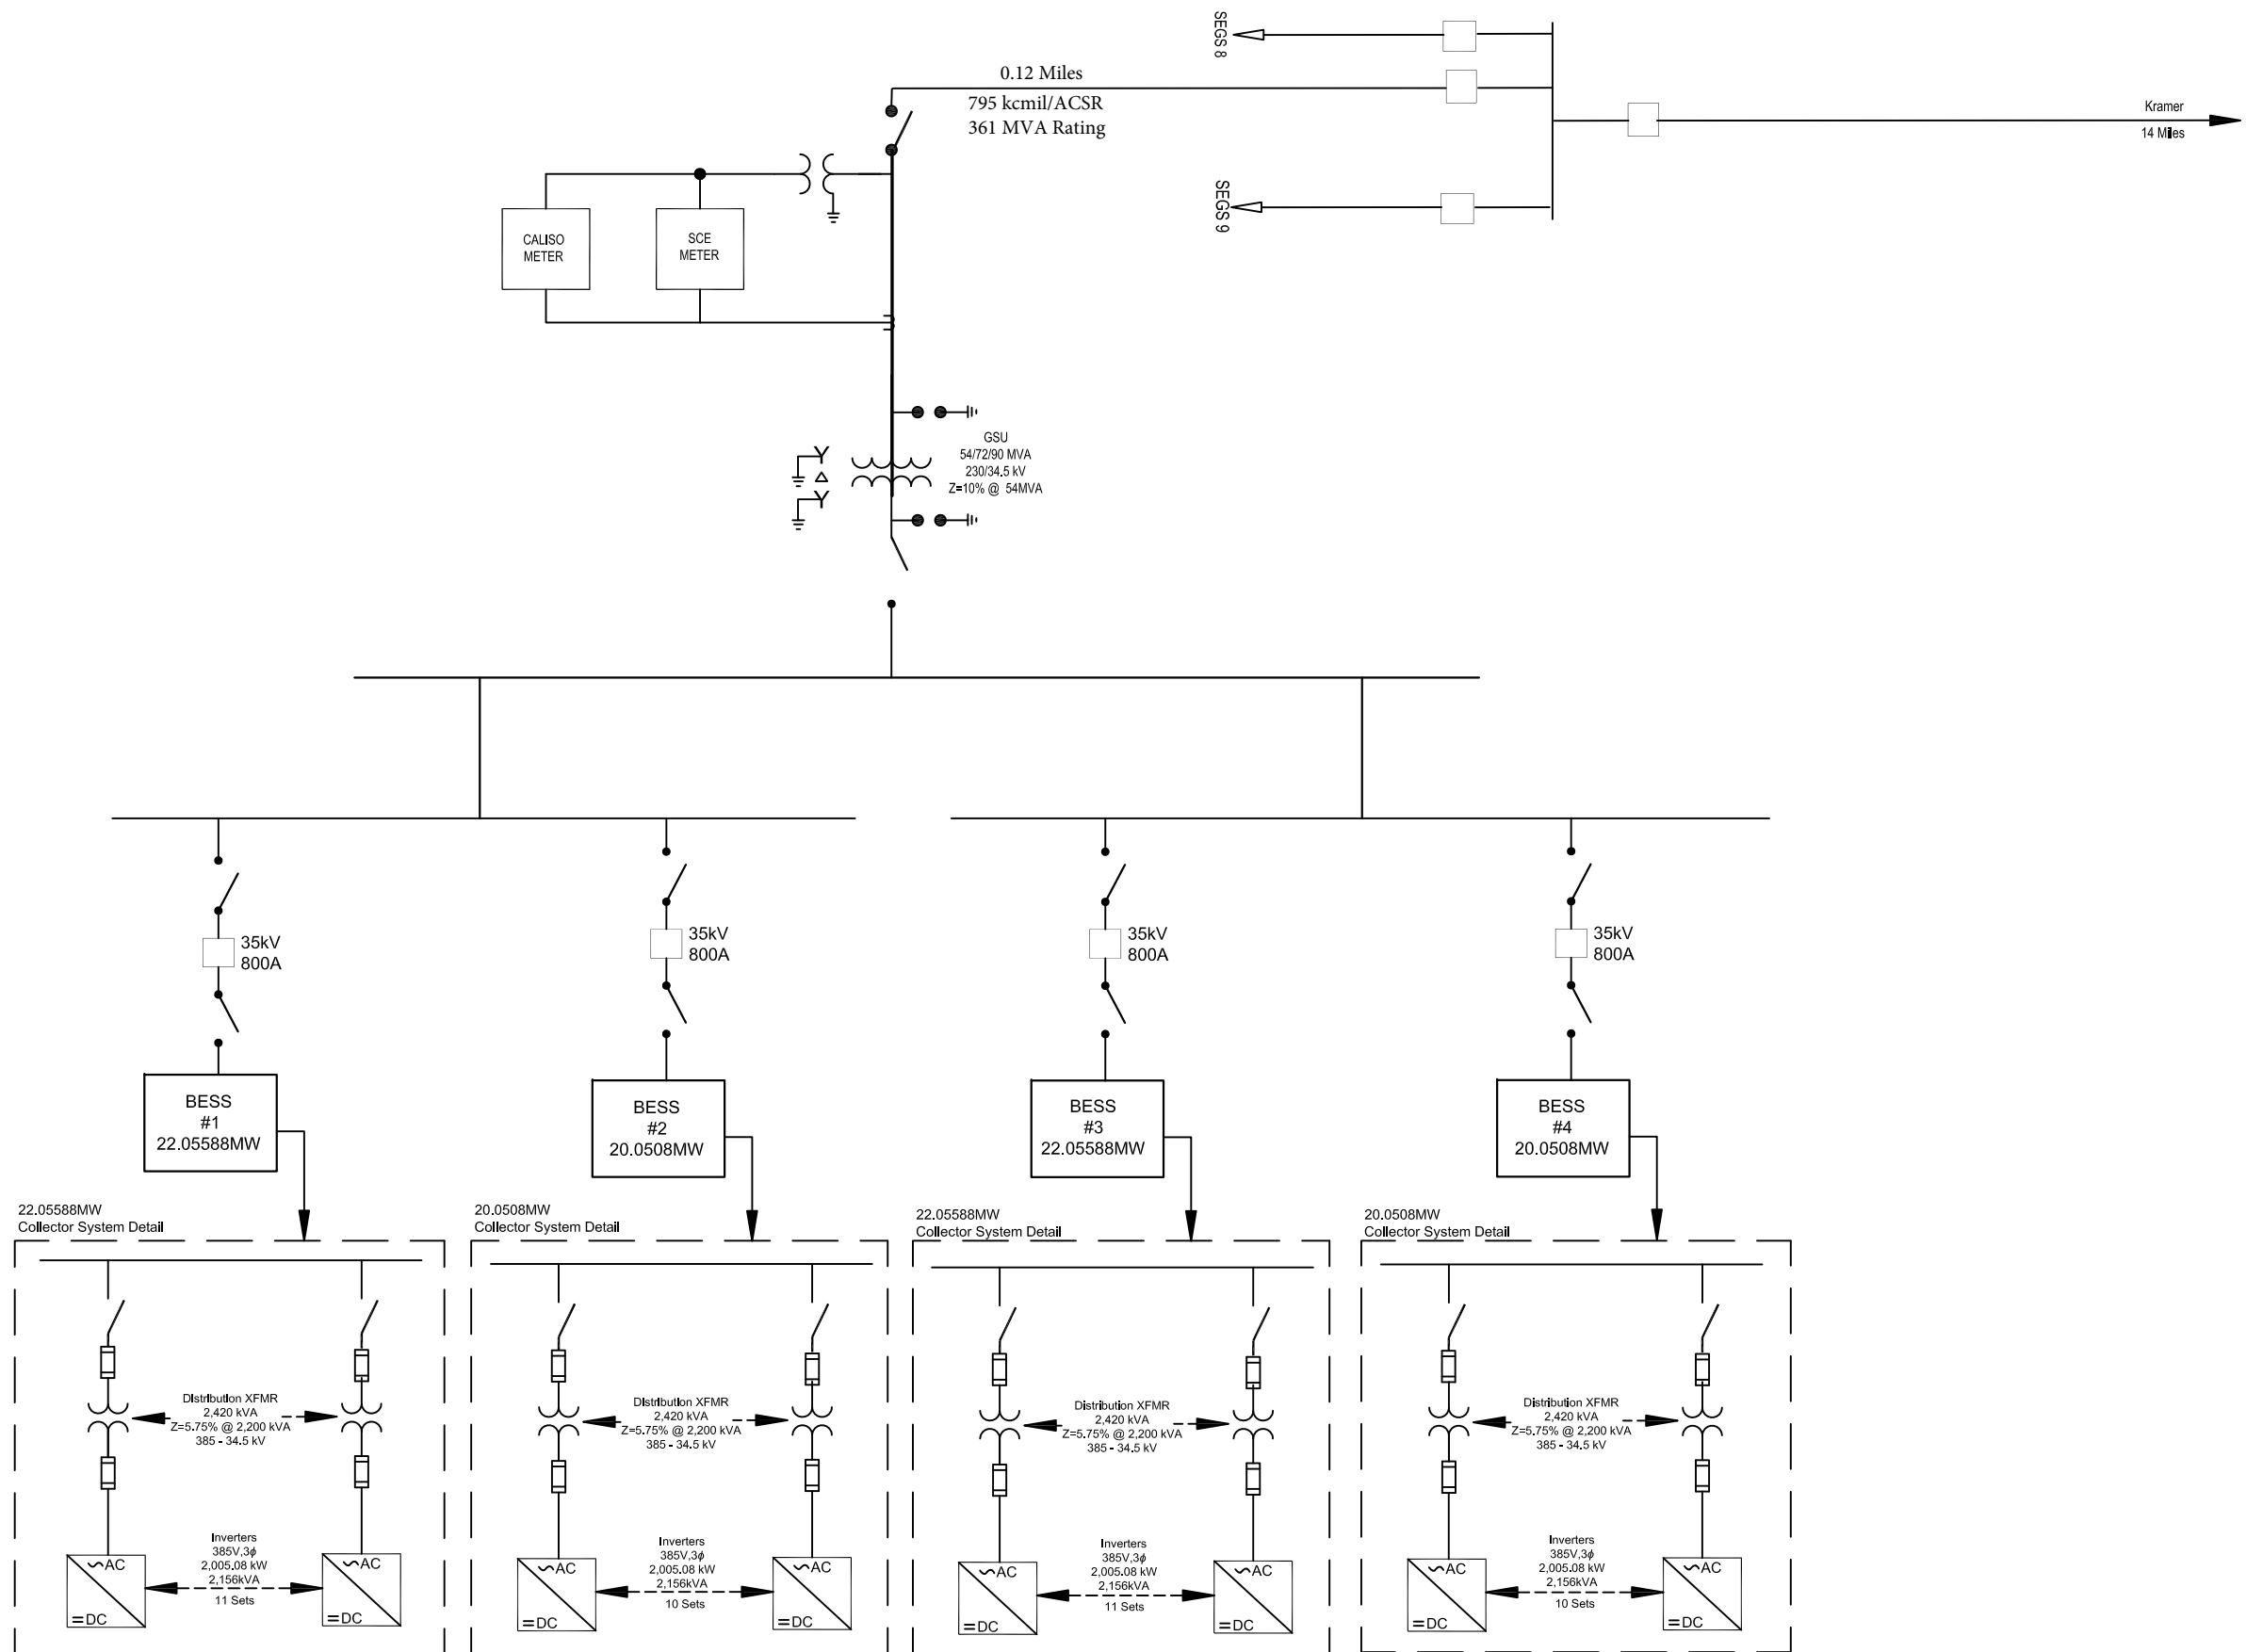 SEGS 8
0.12 Miles
795 kcmil/ACSR
361 MVA Rating
Kramer
14 Miles
SEGS 9
CALISO
METER
SCE
METER
GSU
54/72/90 MVA
230/34.5 kV
Z=10% @ 54MVA
35kV
800A
35kV
800A
35kV
800A
35kV
800A
BESS
#1
22.05588MW
BESS
#2
20.0508MW
BESS
#3
22.05588MW
BESS
#4
20.0508MW
22.05588MW
Collector System Detail
20.0508MW
Collector System Detail
22.05588MW
Collector System Detail
20.0508MW
Collector System Detail
Distribution XFMR
2,420 kVA
Z=5.75% @ 2,200 kVA
385 - 34.5 kV
Distribution XFMR
2,420 kVA
Z=5.75% @ 2,200 kVA
385 - 34.5 kV
Distribution XFMR
2,420 kVA
Z=5.75% @ 2,200 kVA
385 - 34.5 kV
Distribution XFMR
2,420 kVA
Z=5.75% @ 2,200 kVA
385 - 34.5 kV
∿AC
=DC
Inverters
385V,3ϕ
2,005.08 kW
2,156kVA
11 Sets
∿AC
=DC
∿AC
=DC
Inverters
385V,3ϕ
2,005.08 kW
2,156kVA
10 Sets
∿AC
=DC
∿AC
=DC
Inverters
385V,3ϕ
2,005.08 kW
2,156kVA
11 Sets
∿AC
=DC
∿AC
=DC
Inverters
385V,3ϕ
2,005.08 kW
2,156kVA
10 Sets
∿AC
=DC